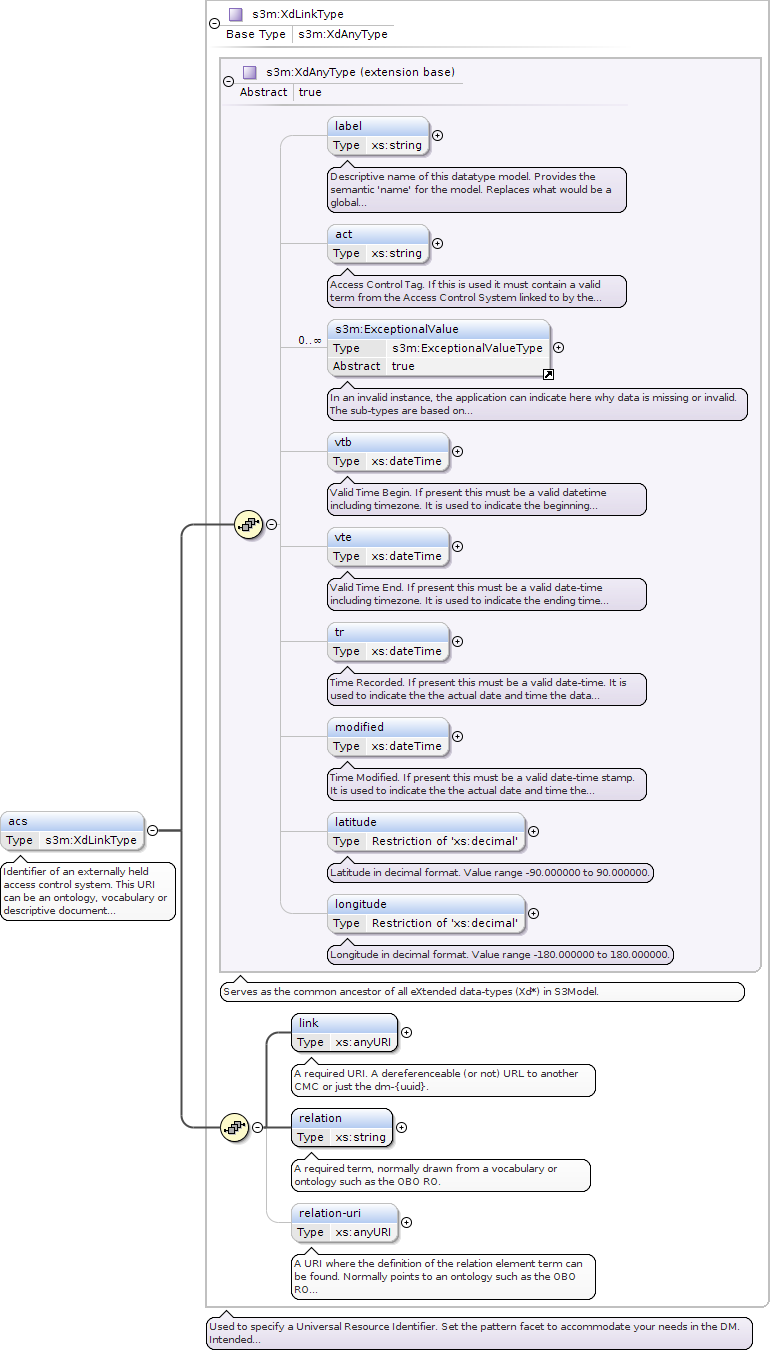 s3m:XdLinkType
Base Type s3m:XdAnyType
s3m:XdAnyType (extension base)
Abstract true
label
Type xs:string
Descriptive name of this datatype model. Provides the
semantic 'name' for the model. Replaces what would be a
global...
act
Type xs:string
Access Control Tag. If this is used it must contain a valid
term from the Access Control System linked to by the...
0..∞
s3m:ExceptionalValue
Type s3m:ExceptionalValueType
Abstract true
In an invalid instance, the application can indicate here why data is missing or invalid.
The sub-types are based on...
vtb
Type xs:dateTime
Valid Time Begin. If present this must be a valid datetime
including timezone. It is used to indicate the beginning...
vte
Type xs:dateTime
Valid Time End. If present this must be a valid date-time
including timezone. It is used to indicate the ending time...
tr
Type xs:dateTime
Time Recorded. If present this must be a valid date-time. It is
used to indicate the the actual date and time the data...
modified
Type xs:dateTime
Time Modified. If present this must be a valid date-time stamp.
It is used to indicate the the actual date and time the...
latitude
Type Restriction of 'xs:decimal'
Latitude in decimal format. Value range -90.000000 to 90.000000.
longitude
Type Restriction of 'xs:decimal'
Longitude in decimal format. Value range -180.000000 to 180.000000.
acs
Type s3m:XdLinkType
Identifier of an externally held
access control system. This URI
can be an ontology, vocabulary or
descriptive document...
Serves as the common ancestor of all eXtended data-types (Xd*) in S3Model.
link
Type xs:anyURI
A required URI. A dereferenceable (or not) URL to another
CMC or just the dm-{uuid}.
relation
Type xs:string
A required term, normally drawn from a vocabulary or
ontology such as the OBO RO.
relation-uri
Type xs:anyURI
A URI where the definition of the relation element term can
be found. Normally points to an ontology such as the OBO
RO...
Used to specify a Universal Resource Identifier. Set the pattern facet to accommodate your needs in the DM.
Intended...